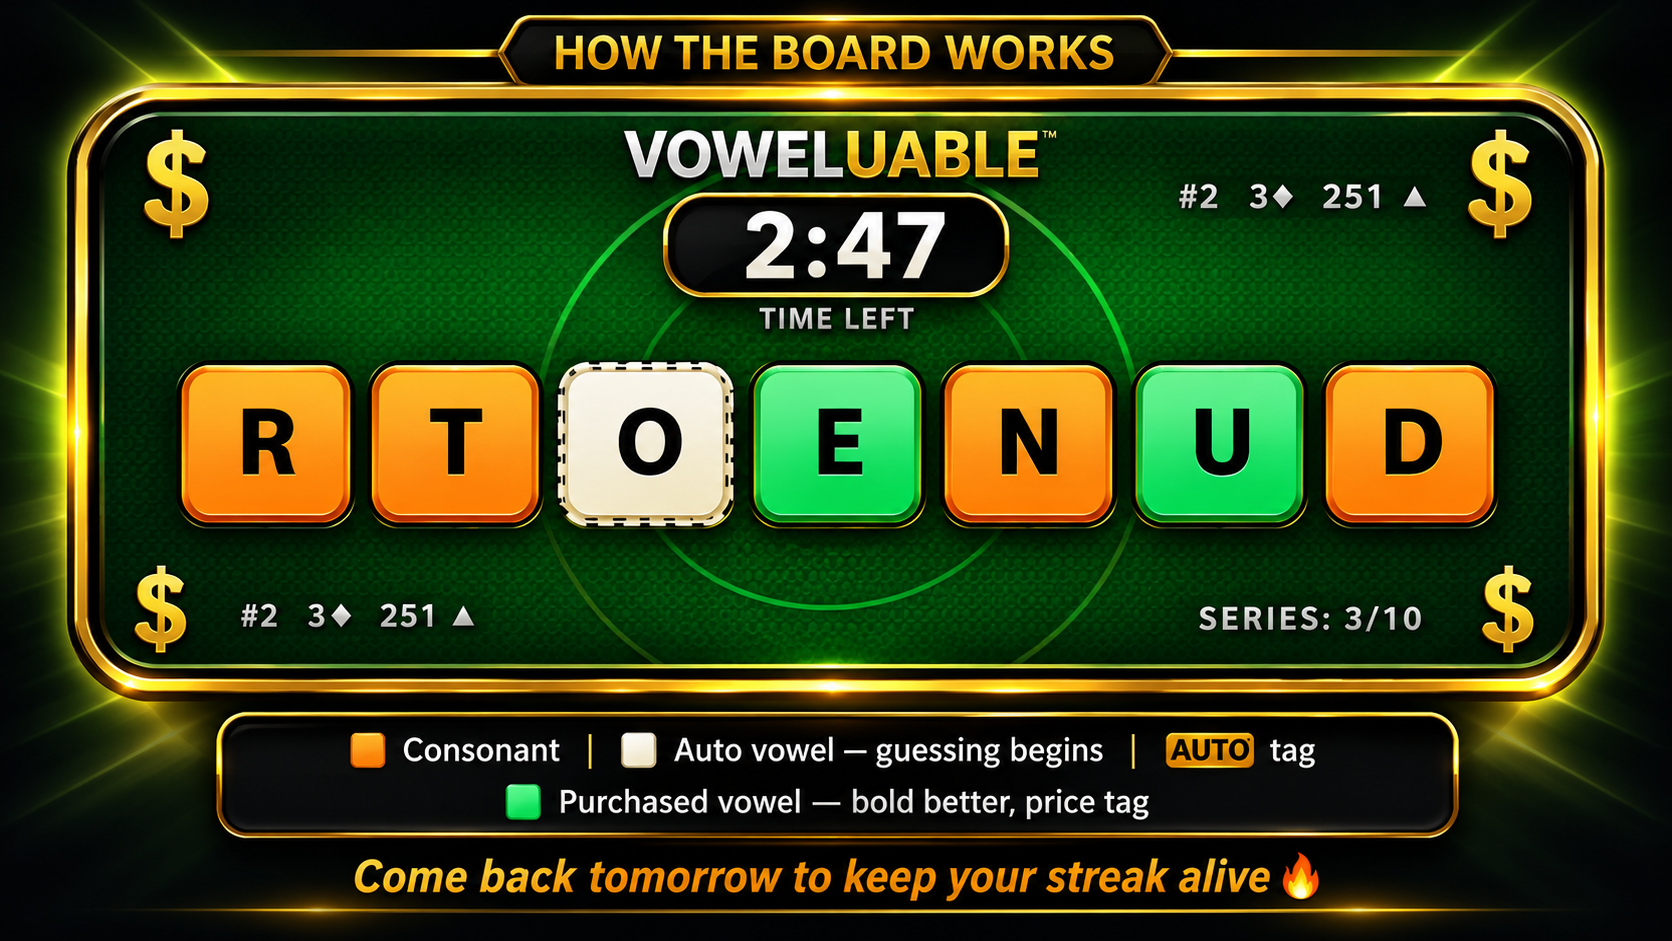 HOW THE BOARD WORKS
$ $
VOWELUABLE™
#2 3♦ 251 ▲
2:47
TIME LEFT
R T O E N U D
$ #2 3♦ 251 ▲ SERIES: 3/10 $
Consonant | Auto vowel — guessing begins | AUTO tag
Purchased vowel — bold better, price tag
Come back tomorrow to keep your streak alive 🔥